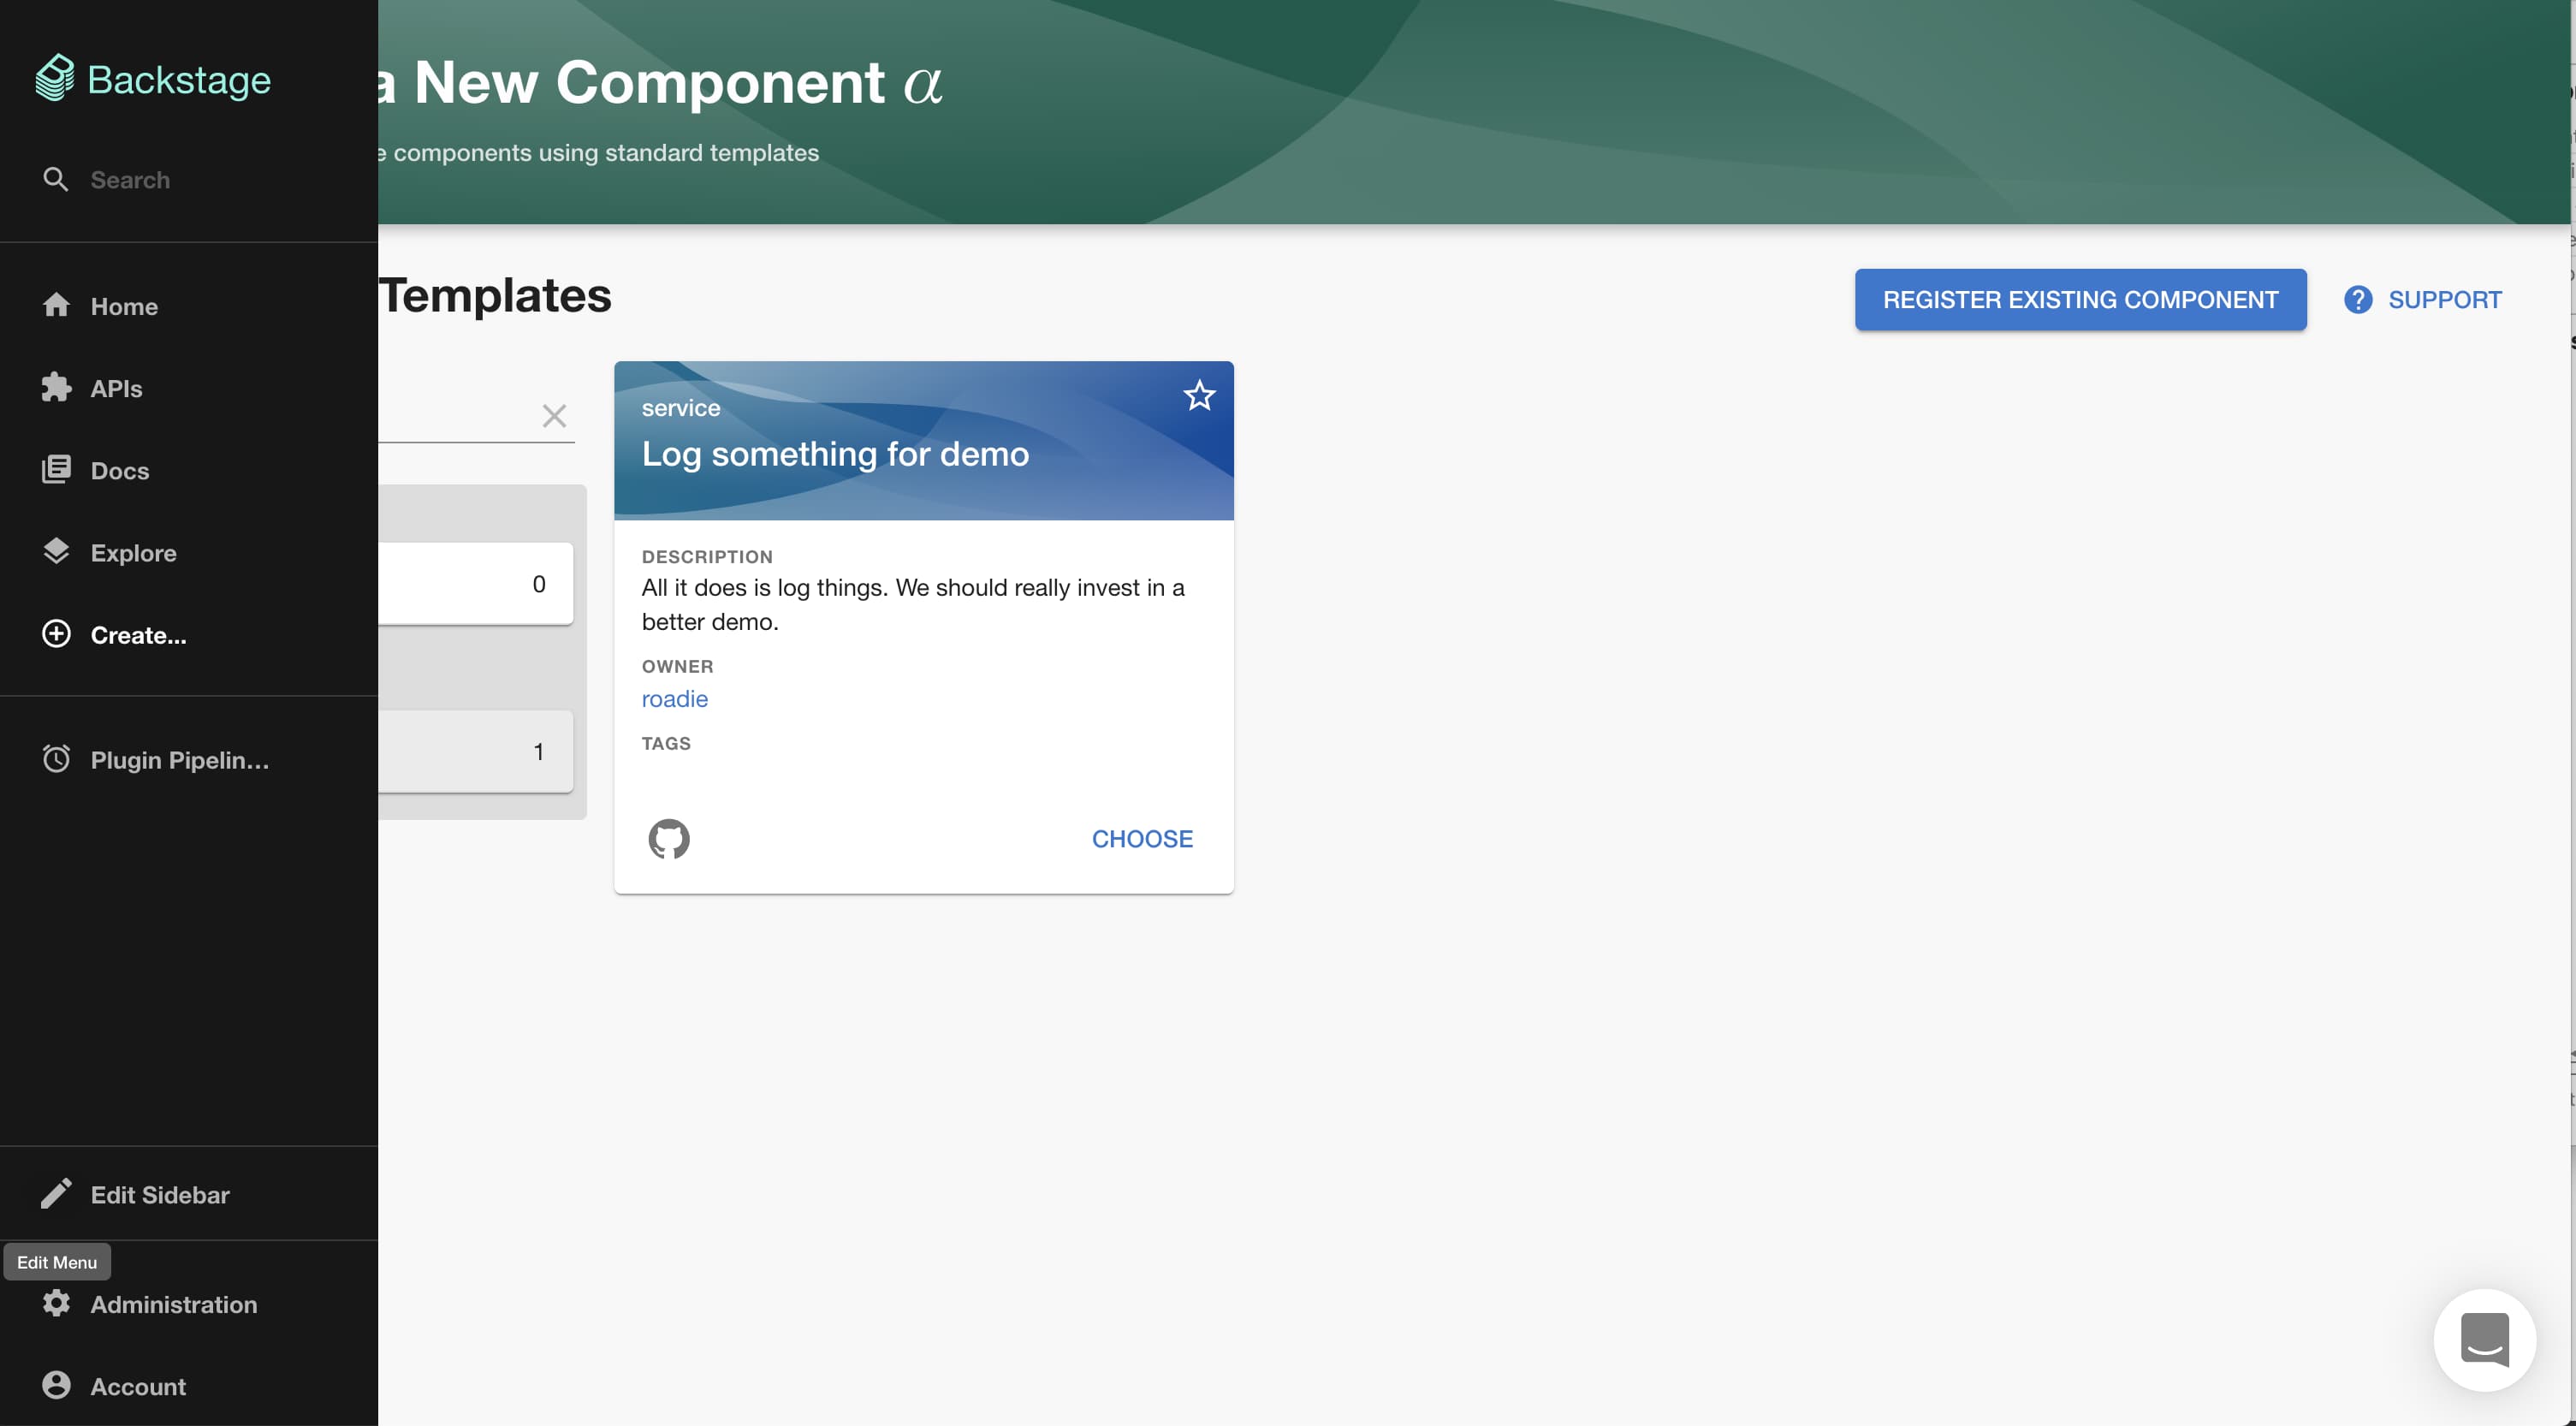 Backstage
Search
Home
APIs
Docs
Explore
Create...
Plugin Pipelin...
Edit Sidebar
Edit Menu
Administration
Account
a New Component α
components using standard templates
Templates
REGISTER EXISTING COMPONENT
SUPPORT
0
1
service
Log something for demo
DESCRIPTION
All it does is log things. We should really invest in a
better demo.
OWNER
roadie
TAGS
CHOOSE